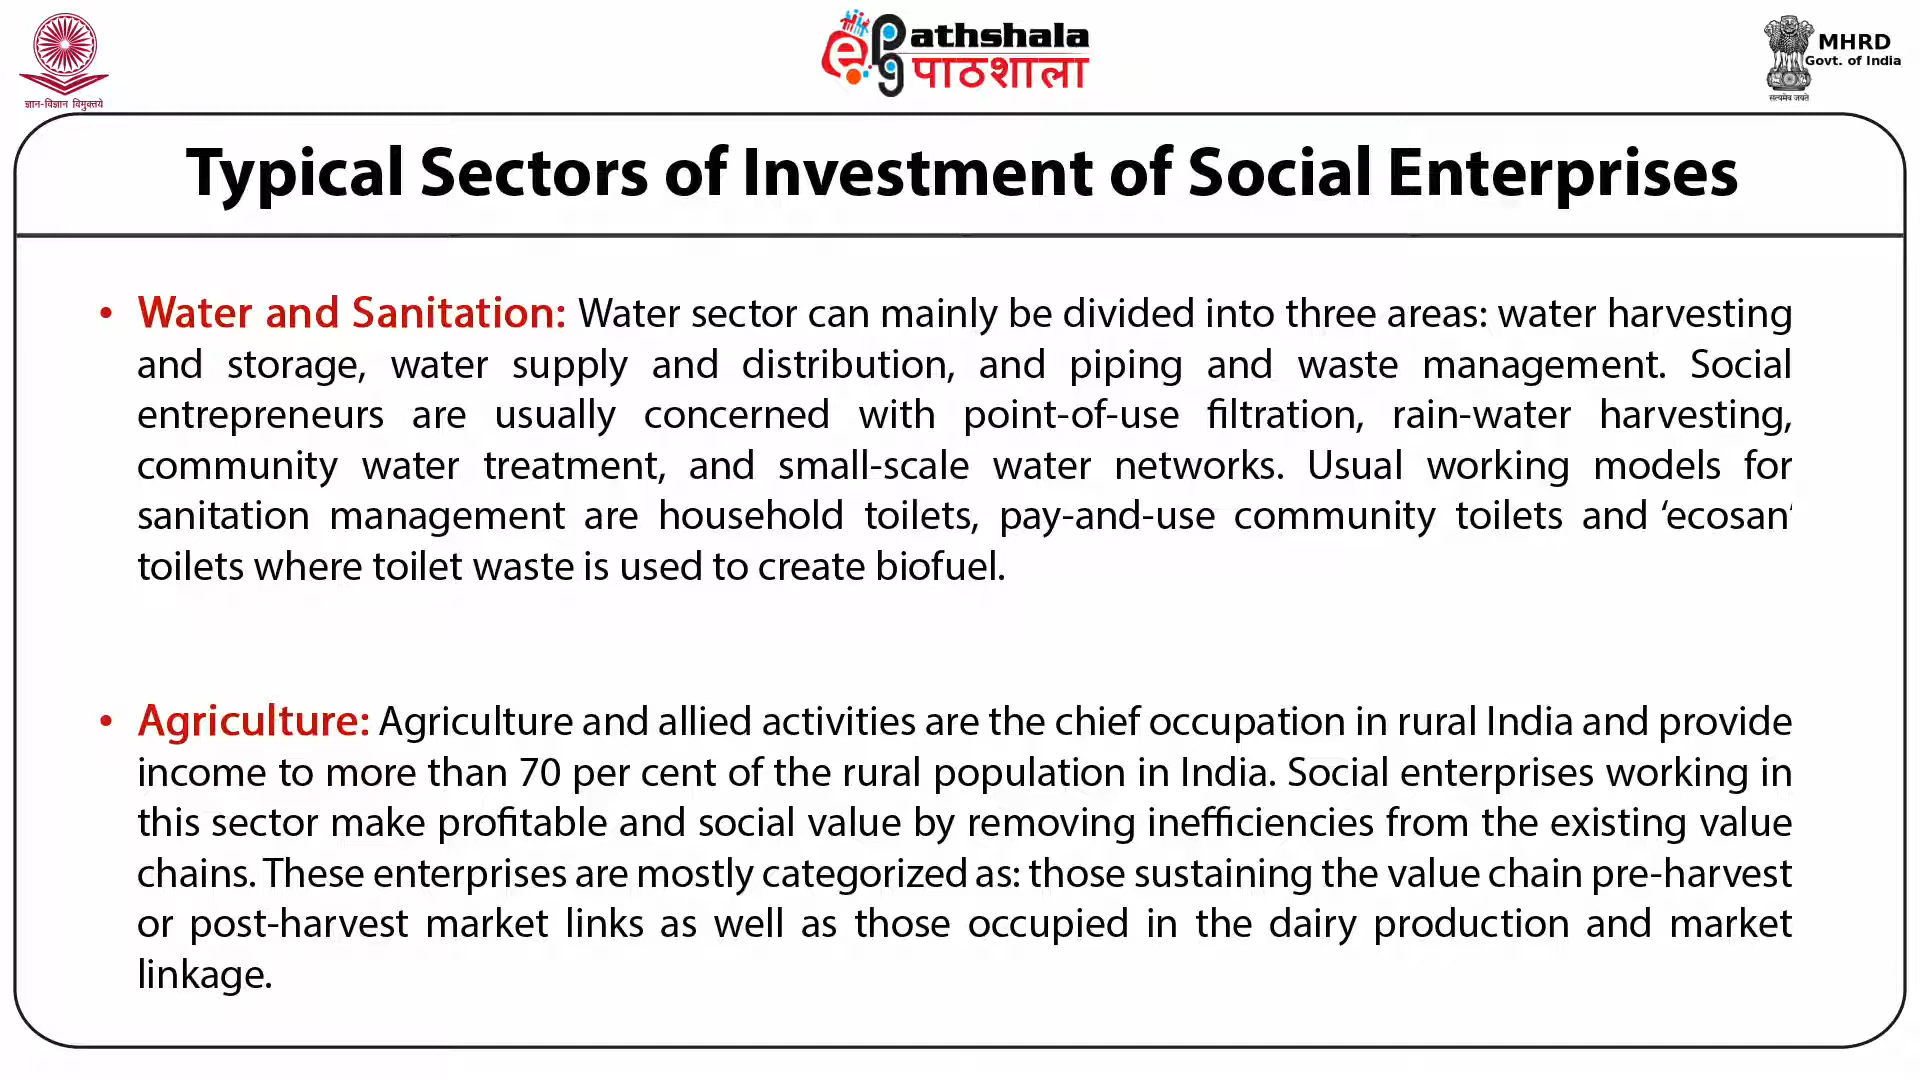 ज्ञान-विज्ञान विमुक्तये
ePathshala
पाठशाला
MHRD
Govt. of India
सत्यमेव जयते
Typical Sectors of Investment of Social Enterprises
• Water and Sanitation: Water sector can mainly be divided into three areas: water harvesting
and storage, water supply and distribution, and piping and waste management. Social
entrepreneurs are usually concerned with point-of-use filtration, rain-water harvesting,
community water treatment, and small-scale water networks. Usual working models for
sanitation management are household toilets, pay-and-use community toilets and ‘ecosan’
toilets where toilet waste is used to create biofuel.
• Agriculture: Agriculture and allied activities are the chief occupation in rural India and provide
income to more than 70 per cent of the rural population in India. Social enterprises working in
this sector make profitable and social value by removing inefficiencies from the existing value
chains. These enterprises are mostly categorized as: those sustaining the value chain pre-harvest
or post-harvest market links as well as those occupied in the dairy production and market
linkage.